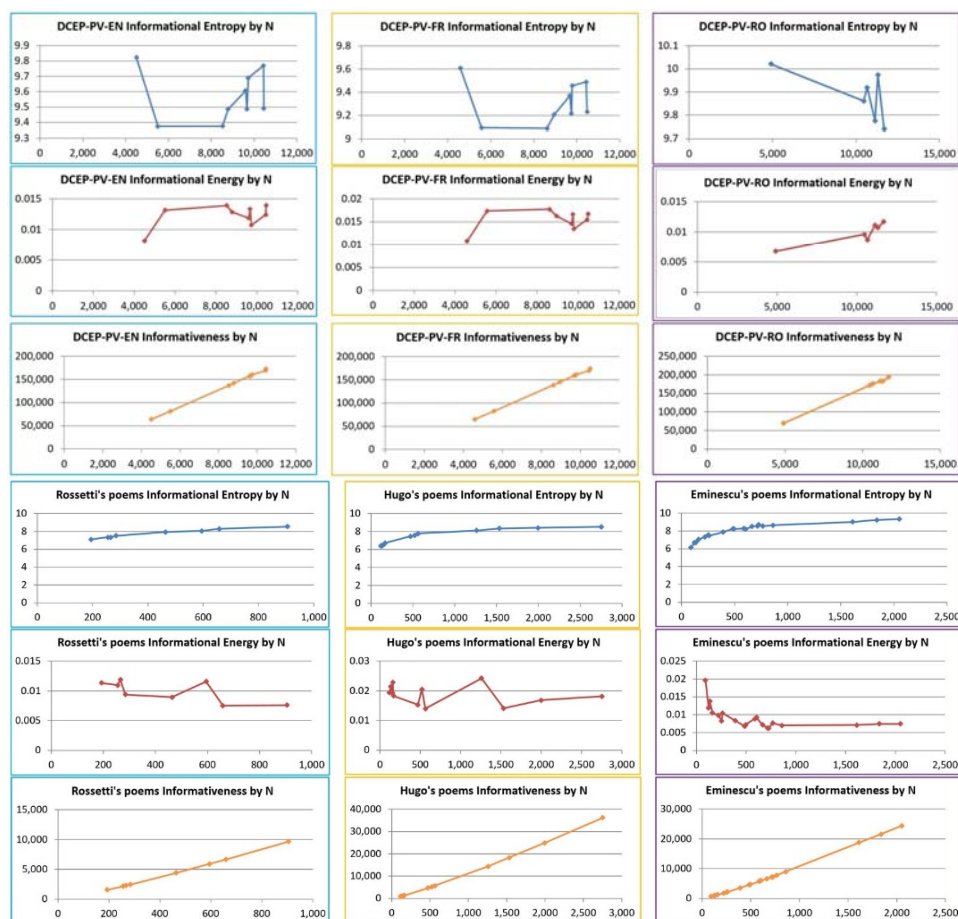 DCEP-PV-EN Informational Entropy by N
9.9
9.8
9.7
9.6
9.5
9.4
9.3
0 2,000 4,000 6,000 8,000 10,000 12,000
DCEP-PV-FR Informational Entropy by N
9.8
9.6
9.4
9.2
9
0 2,000 4,000 6,000 8,000 10,000 12,000
DCEP-PV-RO Informational Entropy by N
10.1
10
9.9
9.8
9.7
0 5,000 10,000 15,000
DCEP-PV-EN Informational Energy by N
0.015
0.01
0.005
0
0 2,000 4,000 6,000 8,000 10,000 12,000
DCEP-PV-FR Informational Energy by N
0.02
0.015
0.01
0.005
0
0 2,000 4,000 6,000 8,000 10,000 12,000
DCEP-PV-RO Informational Energy by N
0.015
0.01
0.005
0
0 5,000 10,000 15,000
DCEP-PV-EN Informativeness by N
200,000
150,000
100,000
50,000
0
0 2,000 4,000 6,000 8,000 10,000 12,000
DCEP-PV-FR Informativeness by N
200,000
150,000
100,000
50,000
0
0 2,000 4,000 6,000 8,000 10,000 12,000
DCEP-PV-RO Informativeness by N
250,000
200,000
150,000
100,000
50,000
0
0 5,000 10,000 15,000
Rossetti's poems Informational Entropy by N
10
8
6
4
2
0
0 200 400 600 800 1,000
Hugo's poems Informational Entropy by N
10
8
6
4
2
0
0 500 1,000 1,500 2,000 2,500 3,000
Eminescu's poems Informational Entropy by N
10
8
6
4
2
0
0 500 1,000 1,500 2,000 2,500
Rossetti's poems Informational Energy by N
0.015
0.01
0.005
0
0 200 400 600 800 1,000
Hugo's poems Informational Energy by N
0.03
0.02
0.01
0
0 500 1,000 1,500 2,000 2,500 3,000
Eminescu's poems Informational Energy by N
0.025
0.02
0.015
0.01
0.005
0
0 500 1,000 1,500 2,000 2,500
Rossetti's poems Informativeness by N
15,000
10,000
5,000
0
0 200 400 600 800 1,000
Hugo's poems Informativeness by N
40,000
30,000
20,000
10,000
0
0 500 1,000 1,500 2,000 2,500 3,000
Eminescu's poems Informativeness by N
30,000
20,000
10,000
0
0 500 1,000 1,500 2,000 2,500